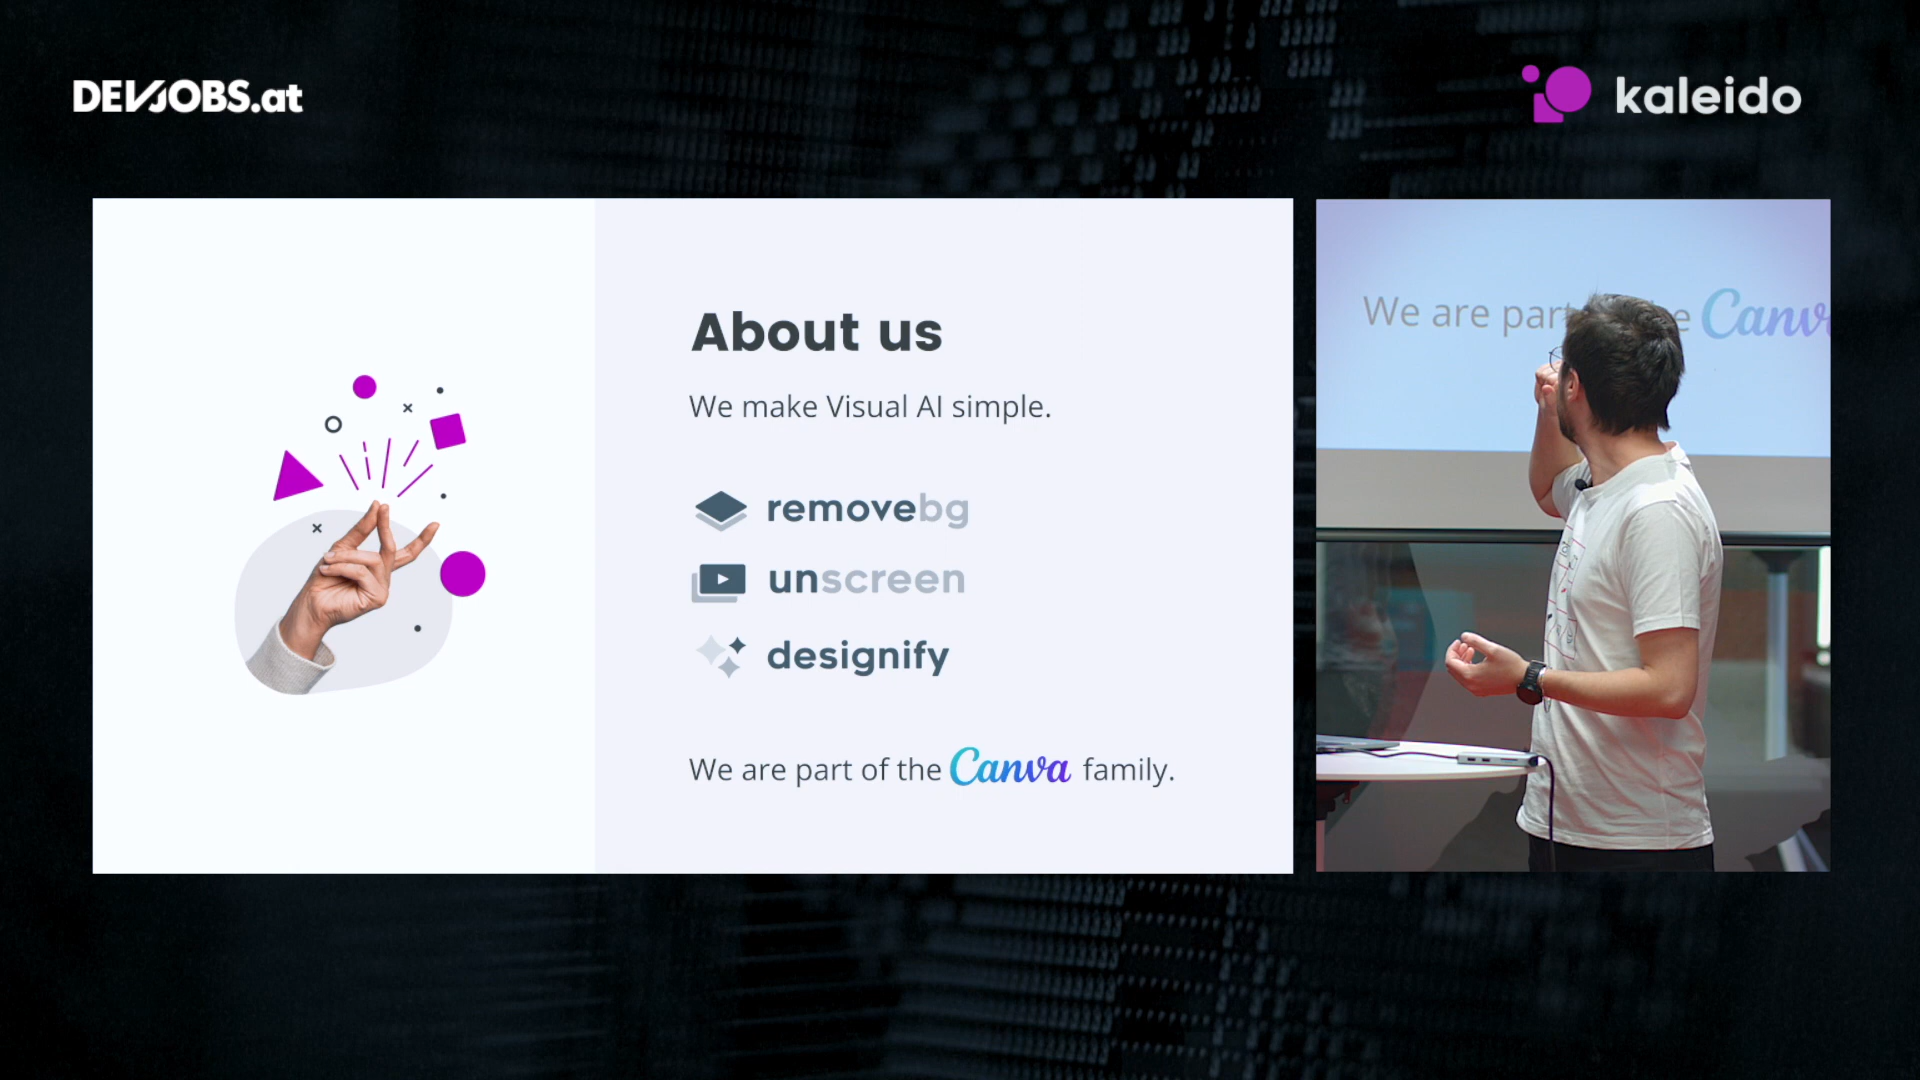 DEVJOBS.at
kaleido
About us
We make Visual AI simple.
removebg
unscreen
designify
We are part of the Canva family.
We are part e Canv